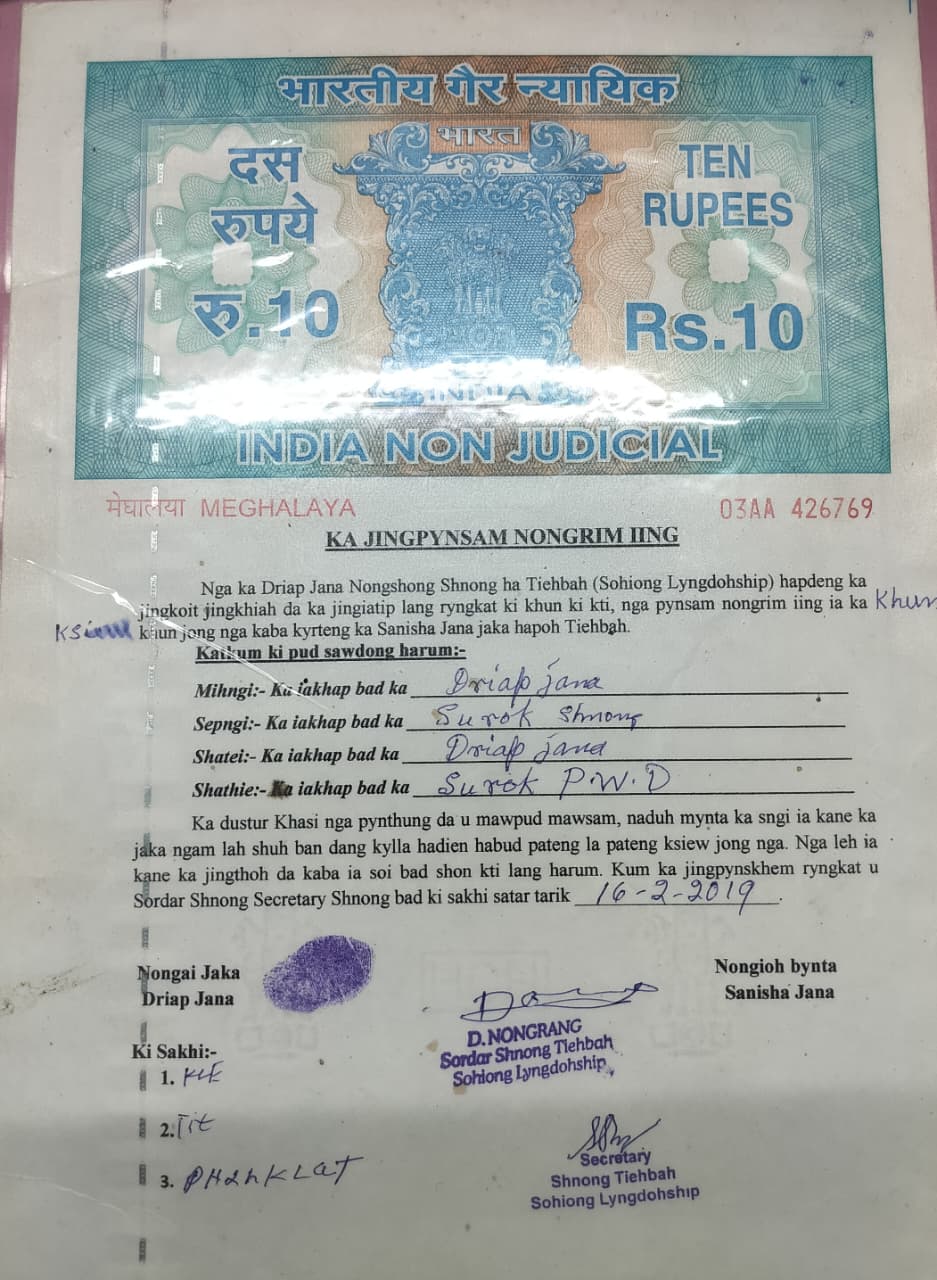 भारतीय गैर न्यायिक
भारत
दस
रुपये
रु.10
TEN
RUPEES
Rs.10
INDIA
INDIA NON JUDICIAL
मेघालया MEGHALAYA
03AA 426769
KA JINGPYNSAM NONGRIM IING
Nga ka Driap Jana Nongshong Shnong ha Tiehbah (Sohiong Lyngdohship) hapdeng ka
jingkoit jingkhiah da ka jingiatip lang ryngkat ki khun ki kti, nga pynsam nongrim iing ia ka Khun
Ksiew khun jong nga kaba kyrteng ka Sanisha Jana jaka hapoh Tiehbah.
Katkum ki pud sawdong harum:-
Mihngi:- Ka iakhap bad ka Driap jana
Sepngi:- Ka iakhap bad ka Surok Shnong
Shatei:- Ka iakhap bad ka Driap jana
Shathie:- Ka iakhap bad ka Surok P.W.D
Ka dustur Khasi nga pynthung da u mawpud mawsam, naduh mynta ka sngi ia kane ka
jaka ngam lah shuh ban dang kylla hadien habud pateng la pateng ksiew jong nga. Nga leh ia
kane ka jingthoh da kaba ia soi bad shon kti lang harum. Kum ka jingpynskhem ryngkat u
Sordar Shnong Secretary Shnong bad ki sakhi satar tarik 16-2-2019.
Nongai Jaka
Driap Jana
Nongioh bynta
Sanisha Jana
D. NONGRANG
Sordar Shnong Tiehbah
Sohiong Lyngdohship,
Ki Sakhi:-
1.
2. Tit
3.
Secretary
Shnong Tiehbah
Sohiong Lyngdohship